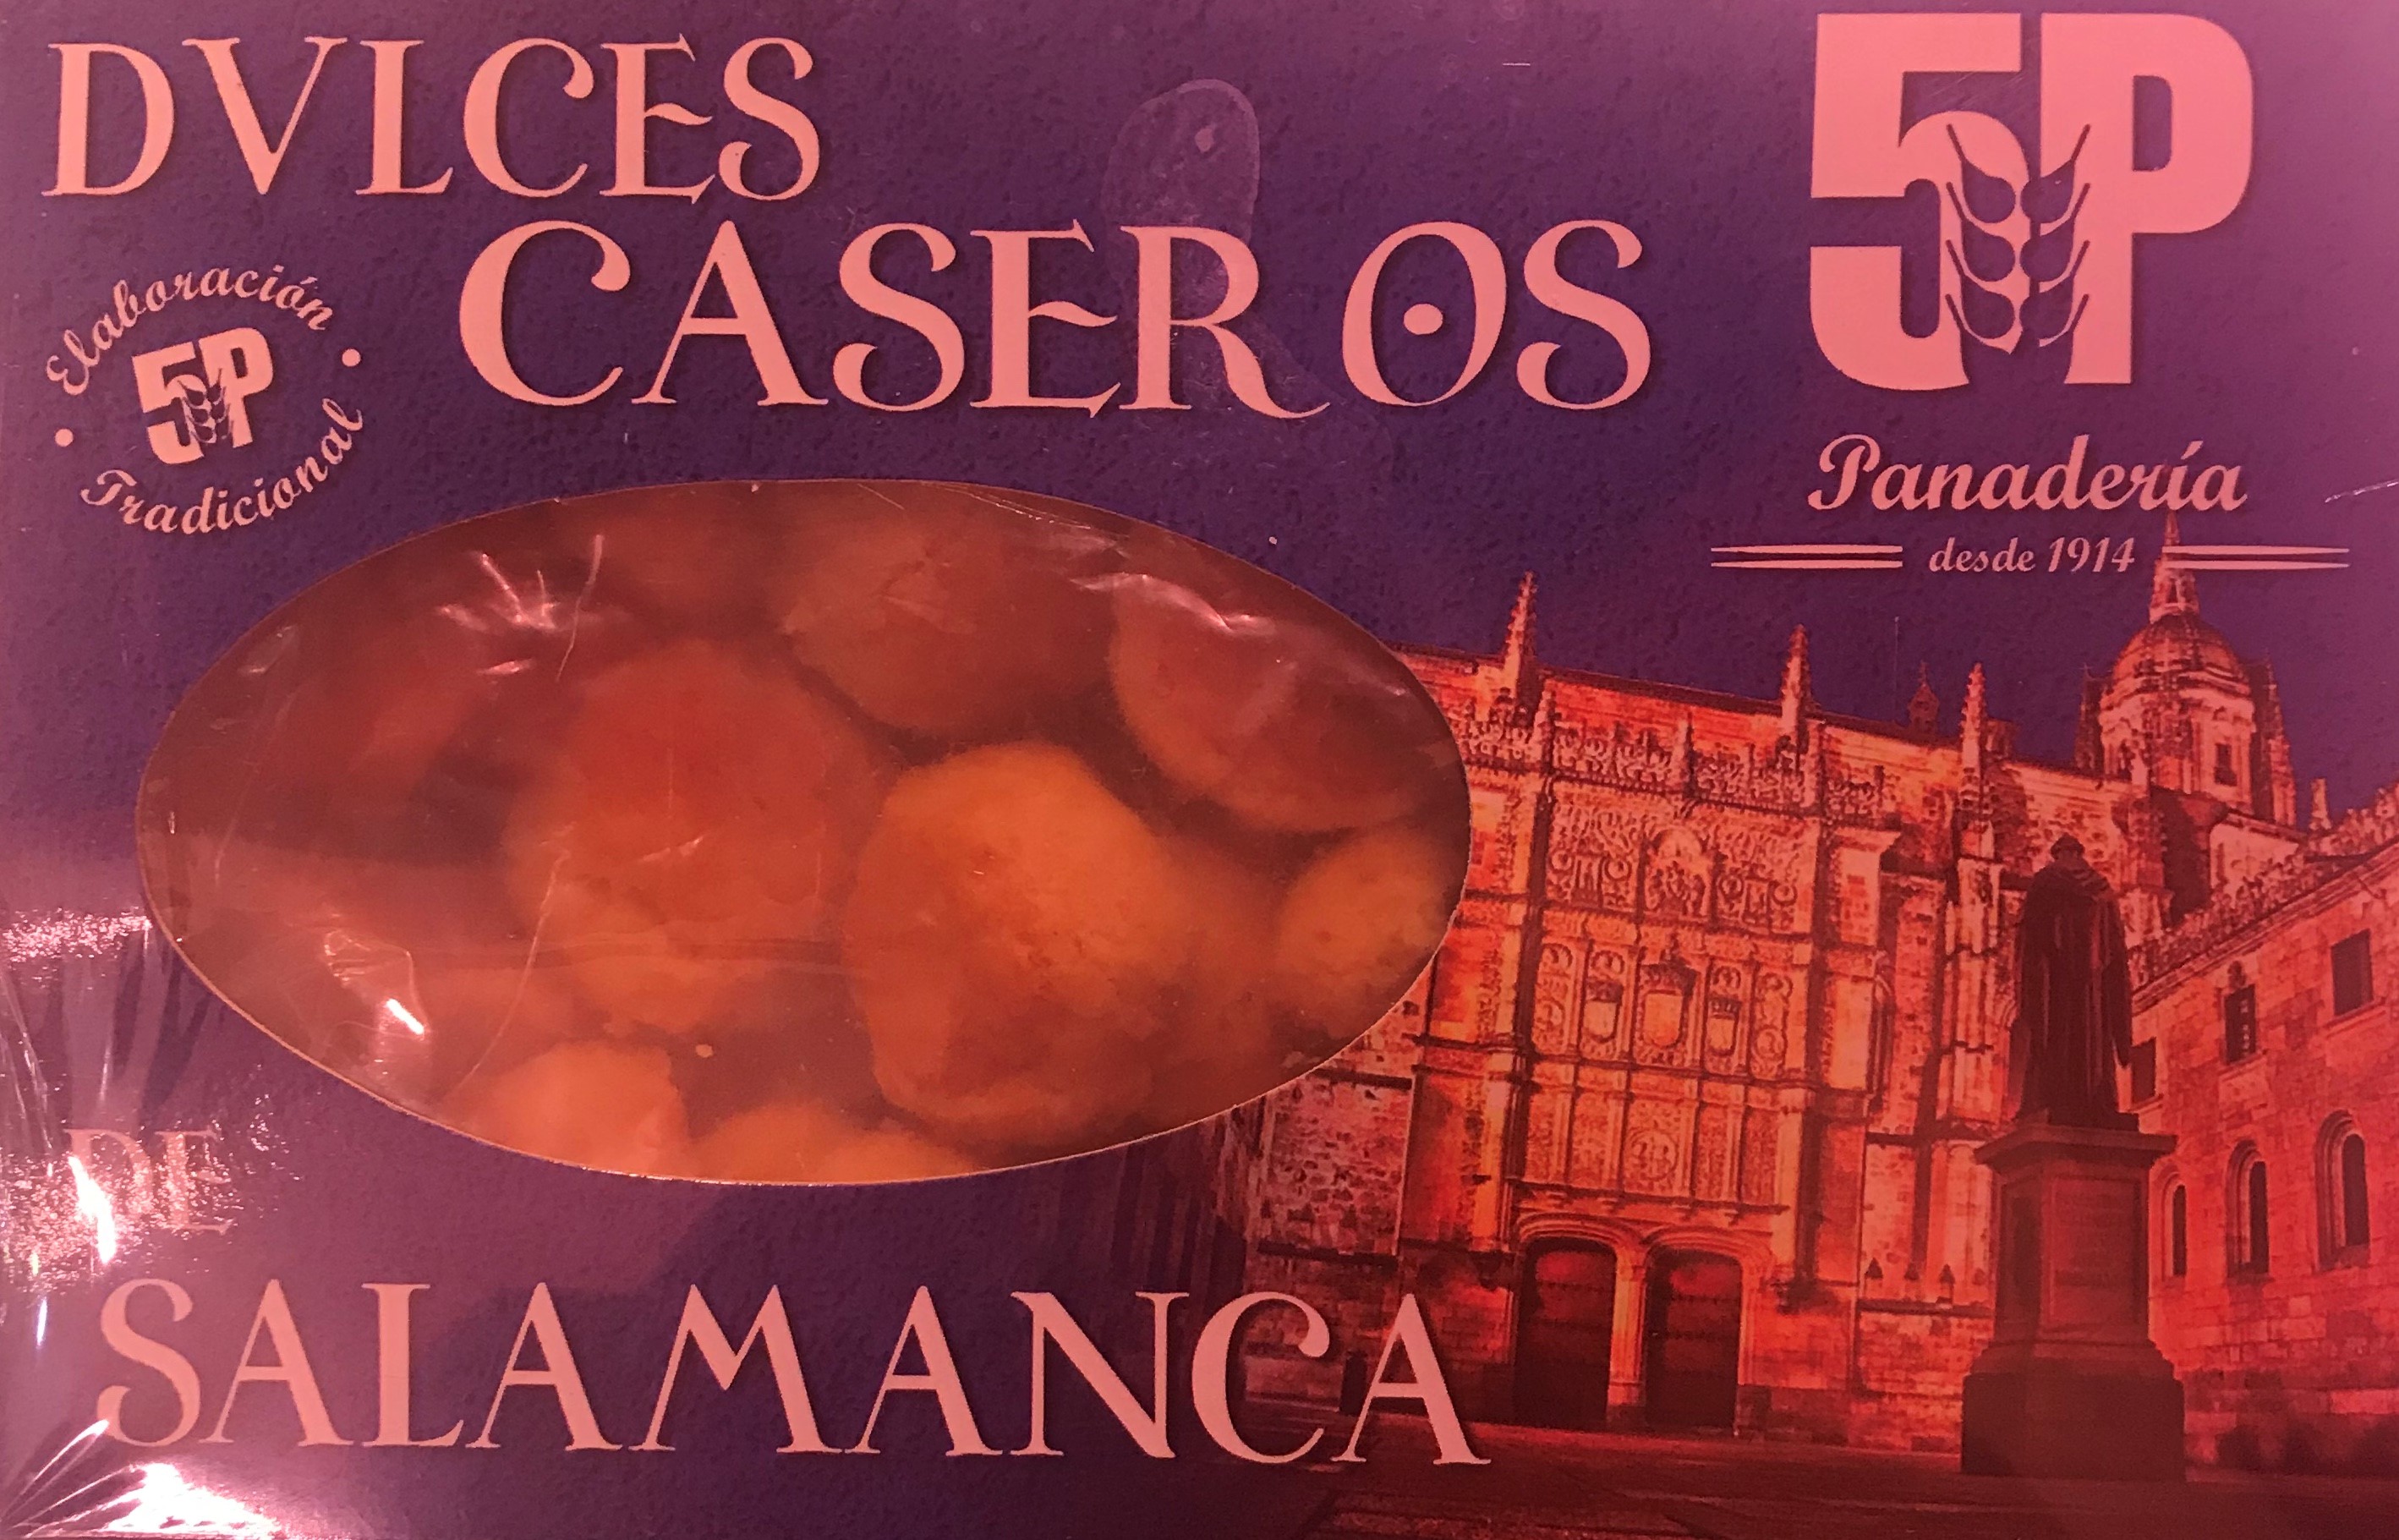 DVLCES
CASEROS
Elaboración
5P
Tradicional
5P
Panadería
desde 1914
DE
SALAMANCA